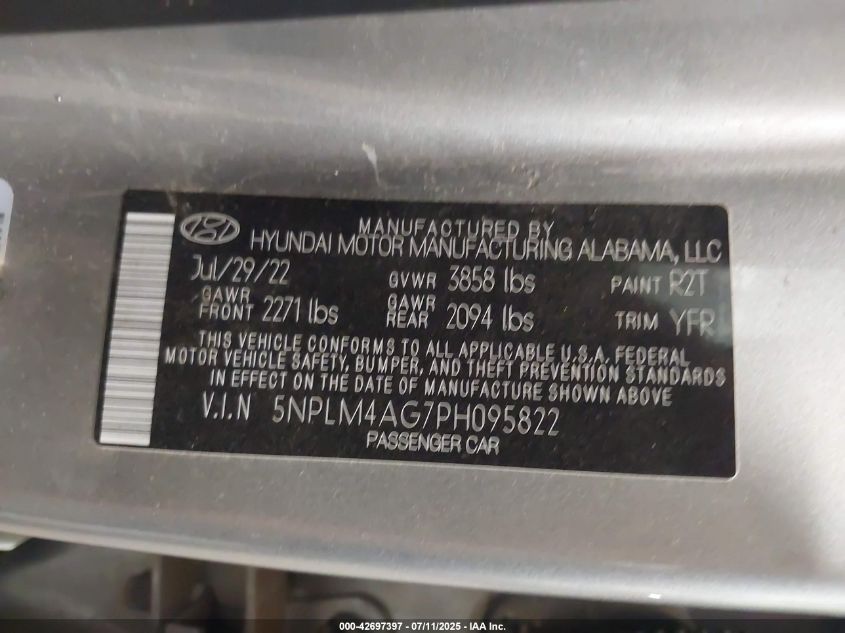 MANUFACTURED BY
HYUNDAI MOTOR MANUFACTURING ALABAMA, LLC
Jul/29/22 GVWR 3858 lbs PAINT R2T
GAWR FRONT 2271 lbs GAWR REAR 2094 lbs TRIM YFR
THIS VEHICLE CONFORMS TO ALL APPLICABLE U.S.A. FEDERAL
MOTOR VEHICLE SAFETY, BUMPER, AND THEFT PREVENTION STANDARDS
IN EFFECT ON THE DATE OF MANUFACTURE SHOWN ABOVE
V.I.N 5NPLM4AG7PH095822
PASSENGER CAR
000-42697397 - 07/11/2025 - IAA Inc.